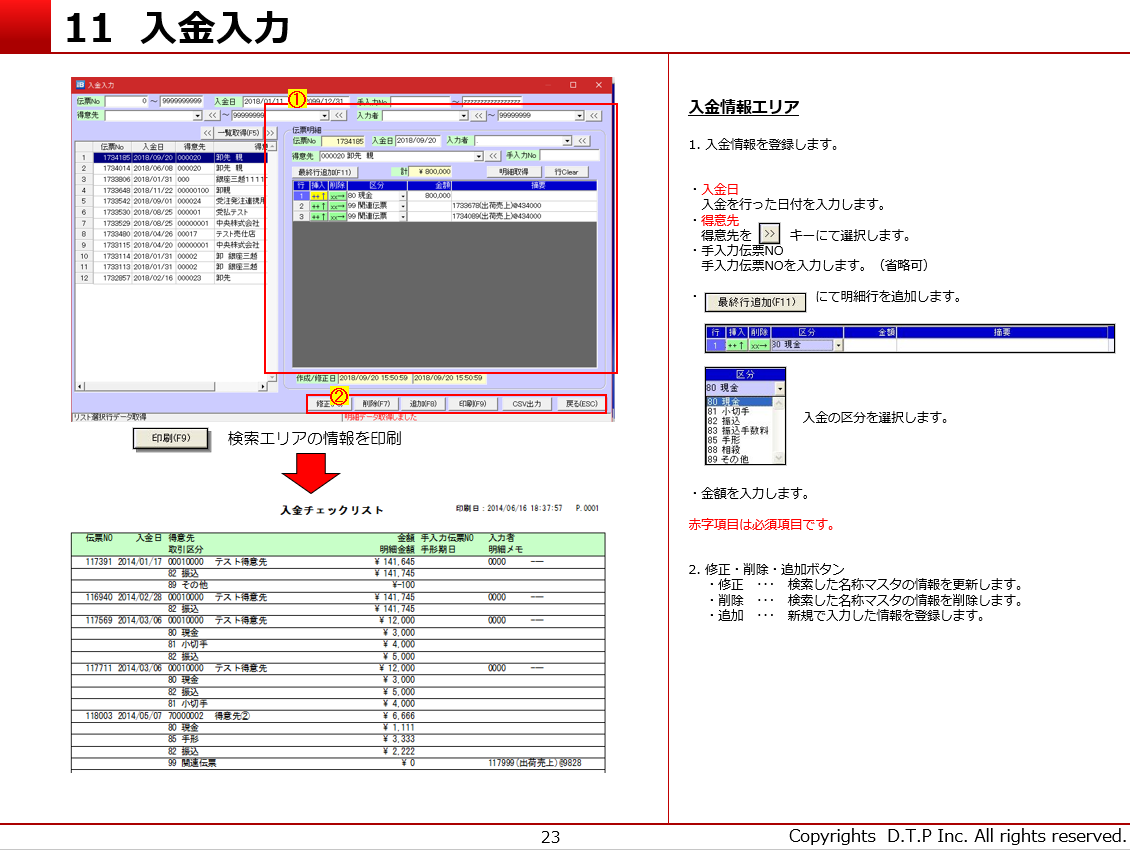 11 入金入力
入金入力
伝票No 0 ～ 9999999999 入金日 2018/01/11 2099/12/31 手入力No ～ zzzzzzzzzzzzzzzzz
①
得意先 << ～ 99999999 << 入力者 << ～ 99999999 <<
<< 一覧取得(F5) >>
伝票No 入金日 得意先 得意
1 1734185 2018/09/20 000020 卸先 親
2 1734014 2018/06/08 000020 卸先 親
3 1733806 2018/01/31 000 銀座三越1111
4 1733648 2018/11/22 00000100 卸親
5 1733542 2018/09/01 000024 受注発注連携用
6 1733530 2018/08/25 000001 受払テスト
7 1733529 2018/08/25 00000001 中央株式会社
8 1733480 2018/04/26 00017 テスト売仕店
9 1733115 2018/04/20 00000001 中央株式会社
10 1733114 2018/01/31 00002 卸 銀座三越
11 1733113 2018/01/31 00002 卸 銀座三越
12 1732857 2018/02/16 000023 卸先
伝票明細
伝票No 1734185 入金日 2018/09/20 入力者 <<
得意先 000020 卸先 親 << 手入力No
最終行追加(F11) 計 ¥ 800,000 明細取得 行Clear
行 挿入 削除 区分 金額 摘要
1 ++↑ xx→ 80 現金 800,000
2 ++↑ xx→ 99 関連伝票 1733678(出荷売上)@434000
3 ++↑ xx→ 99 関連伝票 1734089(出荷売上)@434000
作成/修正日 2018/09/20 15:50:59 2018/09/20 15:50:59
②
修正 削除(F7) 追加(F8) 印刷(F9) CSV出力 戻る(ESC)
リスト選択行データ取得 明細データ取得しました
印刷(F9) 検索エリアの情報を印刷
入金チェックリスト 印刷日：2014/06/16 18:37:57 P.0001
伝票NO 入金日 得意先 金額 手入力伝票NO 入力者
取引区分 明細金額 手形期日 明細メモ
117391 2014/01/17 00010000 テスト得意先 ¥ 141,645 0000 ──
82 振込 ¥ 141,745
89 その他 ¥-100
116940 2014/02/28 00010000 テスト得意先 ¥ 141,745 0000 ──
82 振込 ¥ 141,745
117569 2014/03/06 00010000 テスト得意先 ¥ 12,000 0000 ──
80 現金 ¥ 3,000
81 小切手 ¥ 4,000
82 振込 ¥ 5,000
117711 2014/03/06 00010000 テスト得意先 ¥ 12,000 0000 ──
80 現金 ¥ 3,000
82 振込 ¥ 5,000
81 小切手 ¥ 4,000
118003 2014/05/07 70000002 得意先② ¥ 6,666
80 現金 ¥ 1,111
85 手形 ¥ 3,333
82 振込 ¥ 2,222
99 関連伝票 ¥ 0 117999(出荷売上)@9828
入金情報エリア
1. 入金情報を登録します。
・入金日
入金を行った日付を入力します。
・得意先
得意先を >> キーにて選択します。
・手入力伝票NO
手入力伝票NOを入力します。（省略可）
・ 最終行追加(F11) にて明細行を追加します。
行 挿入 削除 区分 金額 摘要
1 ++↑ xx→ 80 現金
区分
80 現金
80 現金
81 小切手
82 振込
83 振込手数料
85 手形
88 相殺
89 その他
入金の区分を選択します。
・金額を入力します。
赤字項目は必須項目です。
2. 修正・削除・追加ボタン
・修正 ･･･ 検索した名称マスタの情報を更新します。
・削除 ･･･ 検索した名称マスタの情報を削除します。
・追加 ･･･ 新規で入力した情報を登録します。
23
Copyrights D.T.P Inc. All rights reserved.